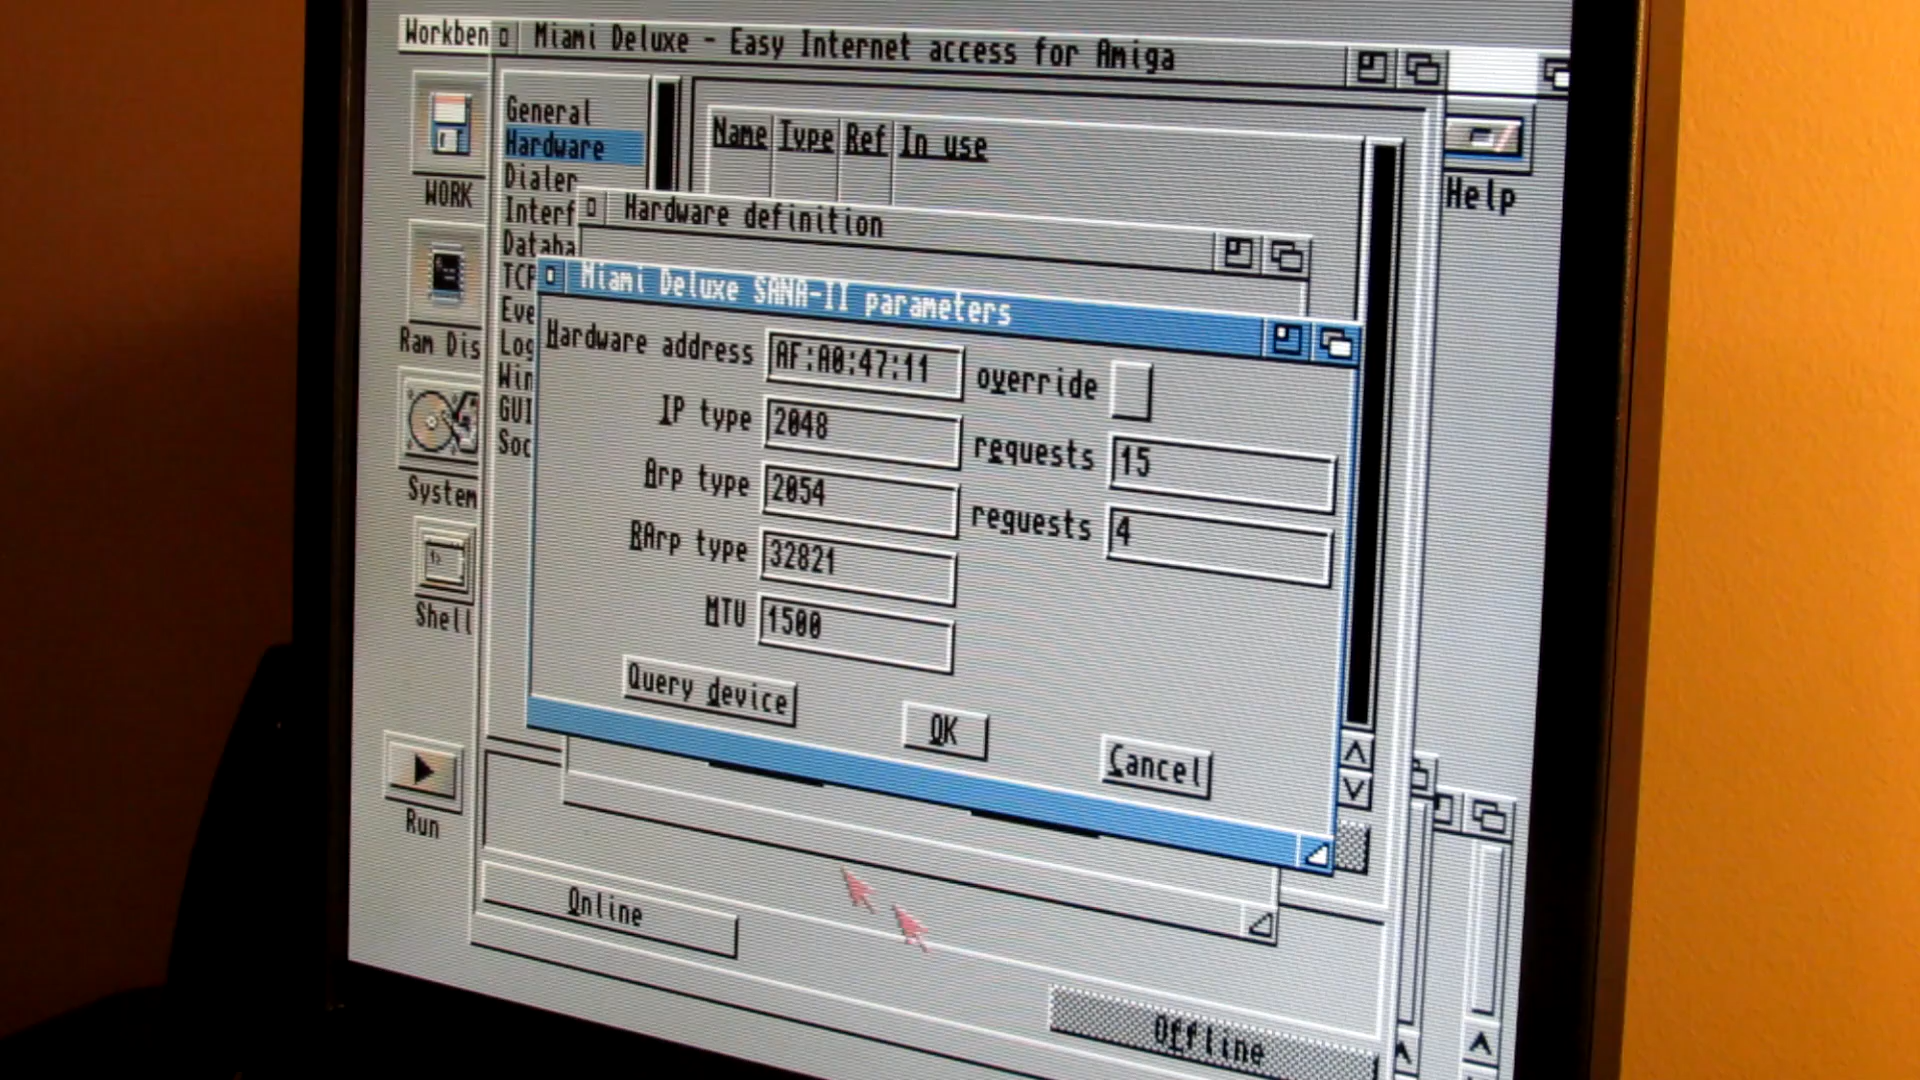 Workben
Miami Deluxe - Easy Internet access for Amiga
General
Hardware
Dialer
Interf
Databa
TCP
Eve
Log
Win
GUI
Soc
Name Type Ref In use
WORK
Ram Dis
System
Shell
Run
Help
Hardware definition
Miami Deluxe SANA-II parameters
Hardware address AF:A0:47:11 override
IP type 2048 requests 15
Arp type 2054 requests 4
RArp type 32821
MTU 1500
Query device
OK
Cancel
Online
Offline